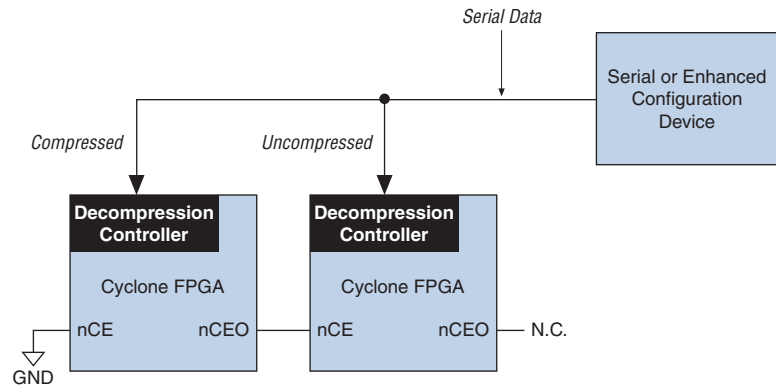 Serial Data
Serial or Enhanced
Configuration
Device
Compressed
Uncompressed
Decompression
Controller
Decompression
Controller
Cyclone FPGA
Cyclone FPGA
nCE
nCEO
nCE
nCEO
N.C.
GND